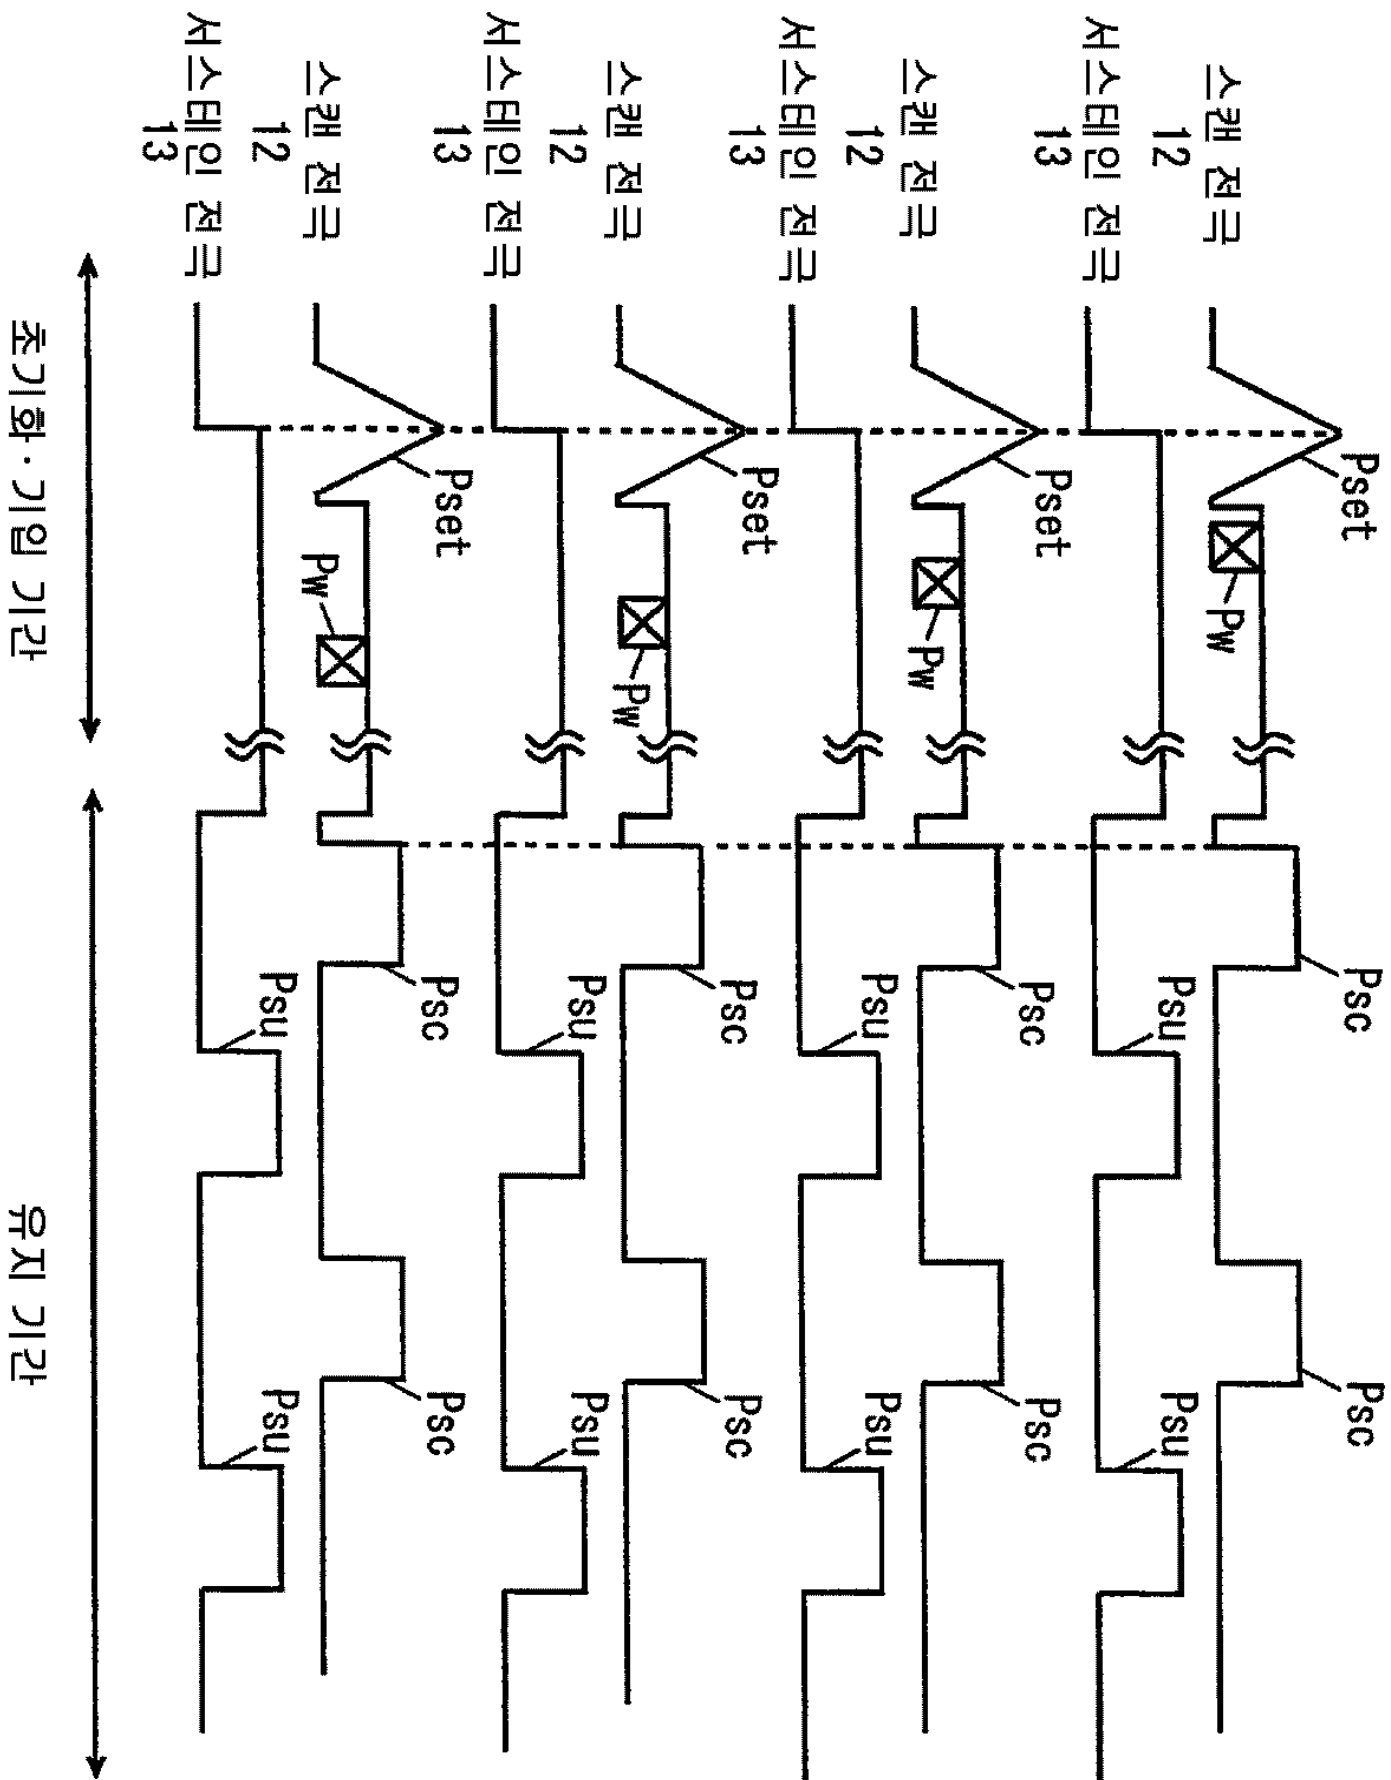 Pset
Psc
Psc
스캔 전극
12
Pw
Psu
Psu
서스테인 전극
13
Pset
Psc
Psc
스캔 전극
12
Pw
Psu
Psu
서스테인 전극
13
Pset
Psc
Psc
스캔 전극
12
Pw
Psu
Psu
서스테인 전극
13
Pset
Psc
Psc
스캔 전극
12
Pw
Psu
Psu
서스테인 전극
13
초기화·기입 기간
유지 기간